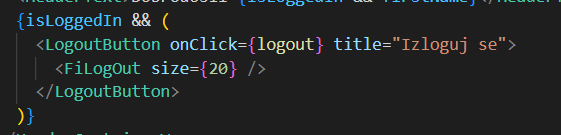 {isLoggedIn && (
<LogoutButton onClick={logout} title="Izloguj se">
<FiLogOut size={20} />
</LogoutButton>
)}